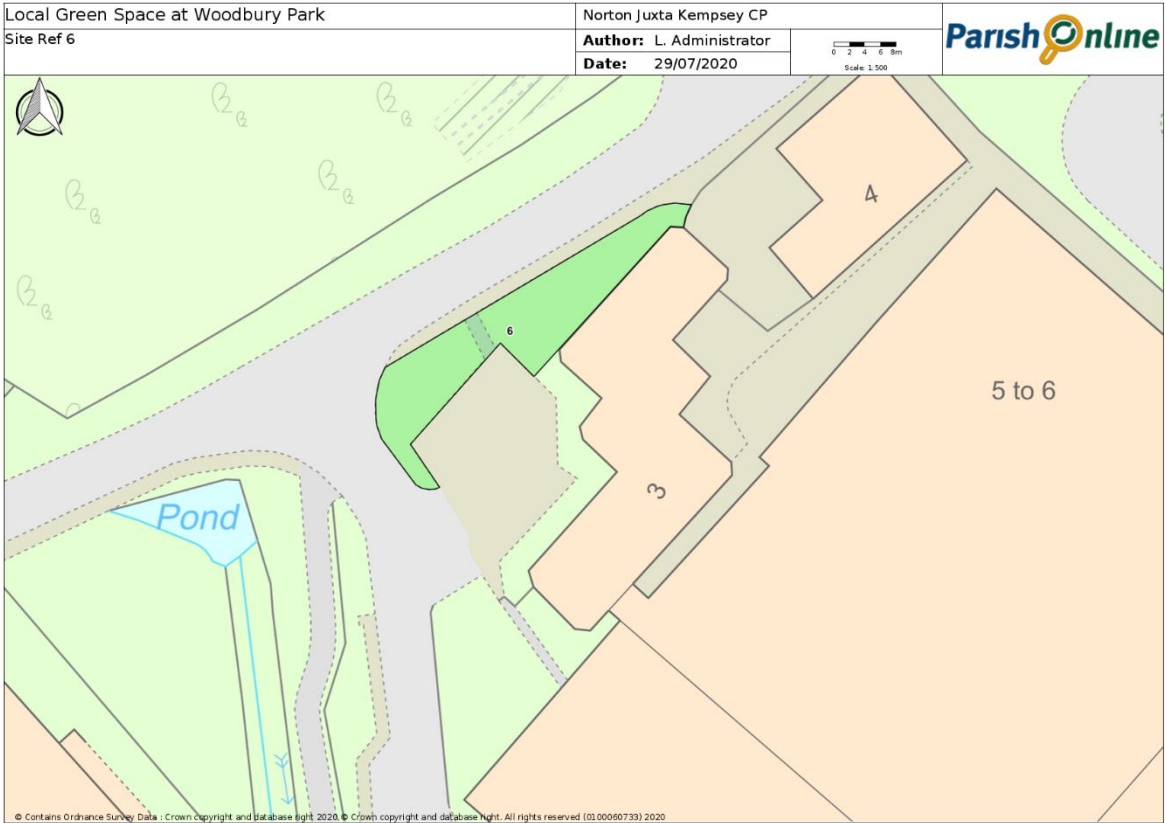 Local Green Space at Woodbury Park
Site Ref 6
Norton Juxta Kempsey CP
Author: L. Administrator
Date: 29/07/2020
0 2 4 6 8m
Scale: 1:500
Parish Online
4
6
5 to 6
3
Pond
© Contains Ordnance Survey Data : Crown copyright and database right 2020, © Crown copyright and database right. All rights reserved (0100060733) 2020